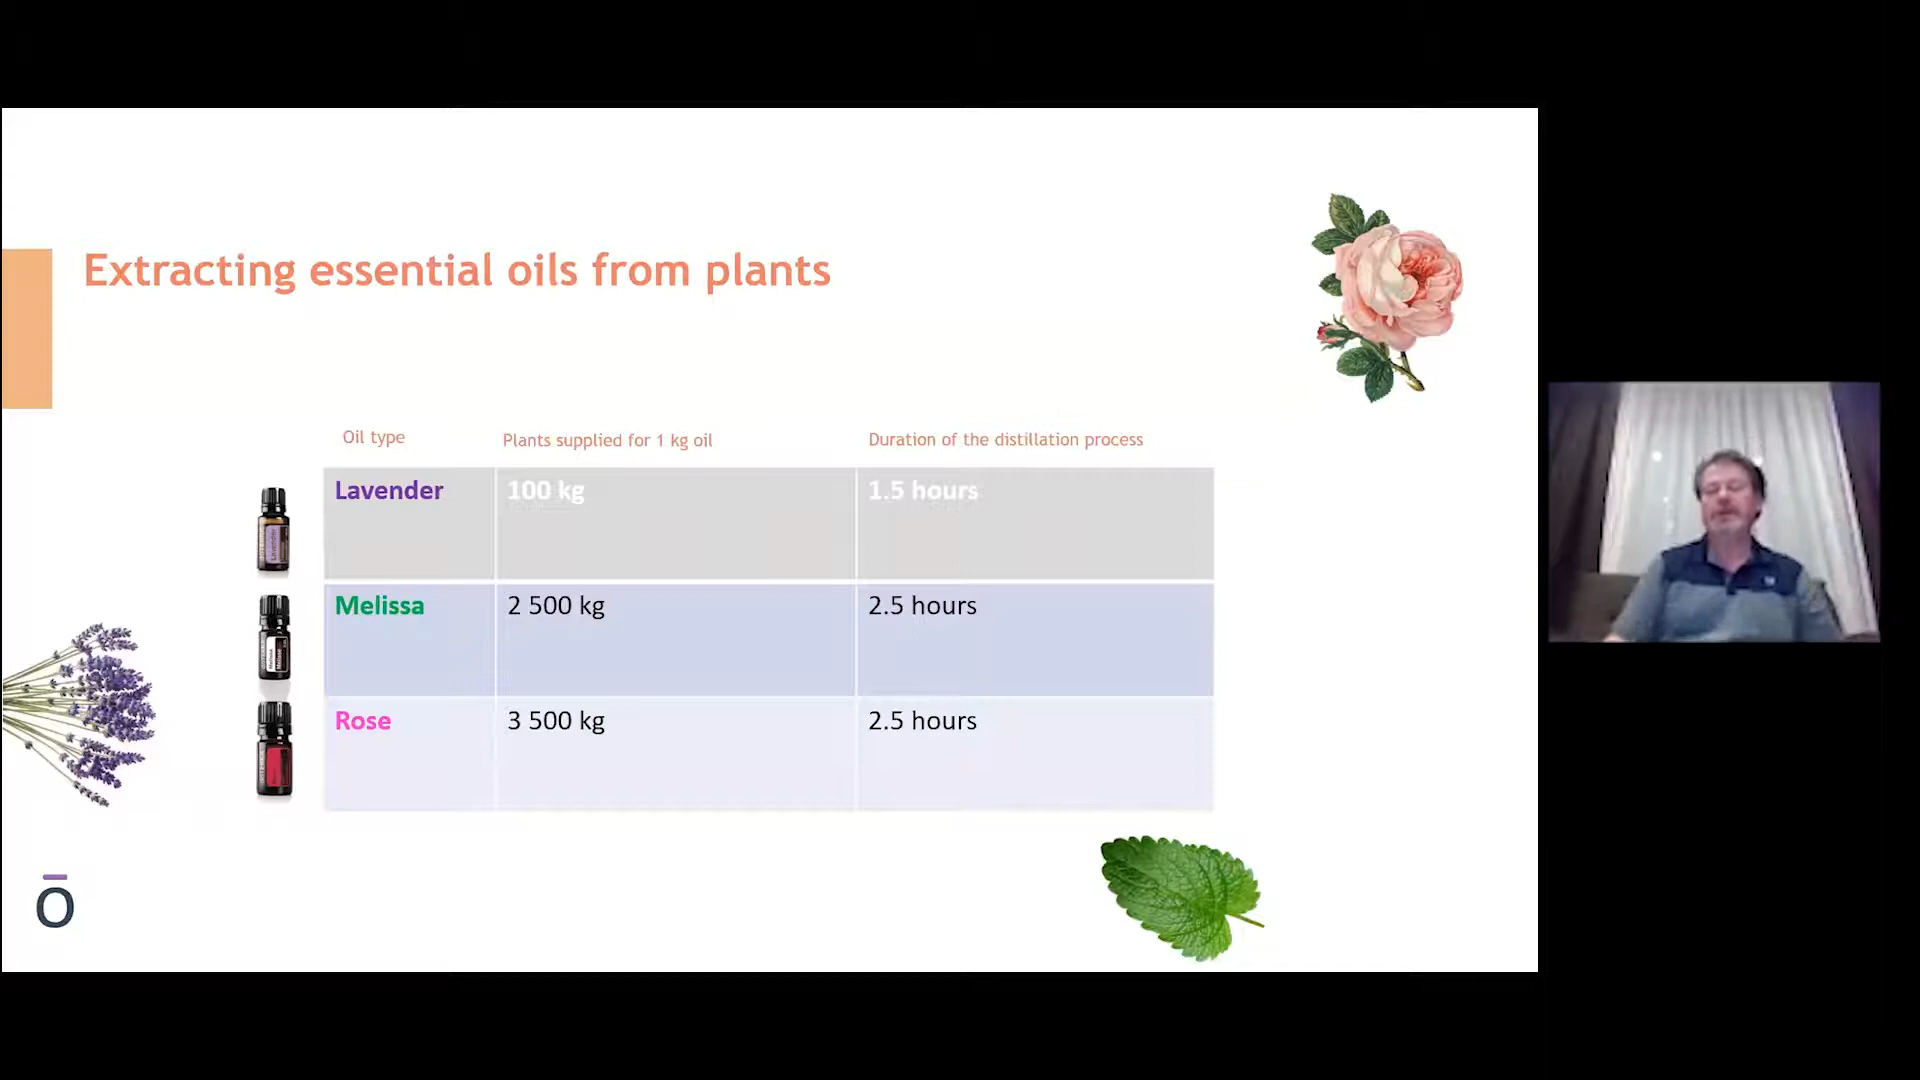 Extracting essential oils from plants
Oil type Plants supplied for 1 kg oil Duration of the distillation process
Lavender 100 kg 1.5 hours
Melissa 2 500 kg 2.5 hours
Rose 3 500 kg 2.5 hours
Lavender
Melissa
ō